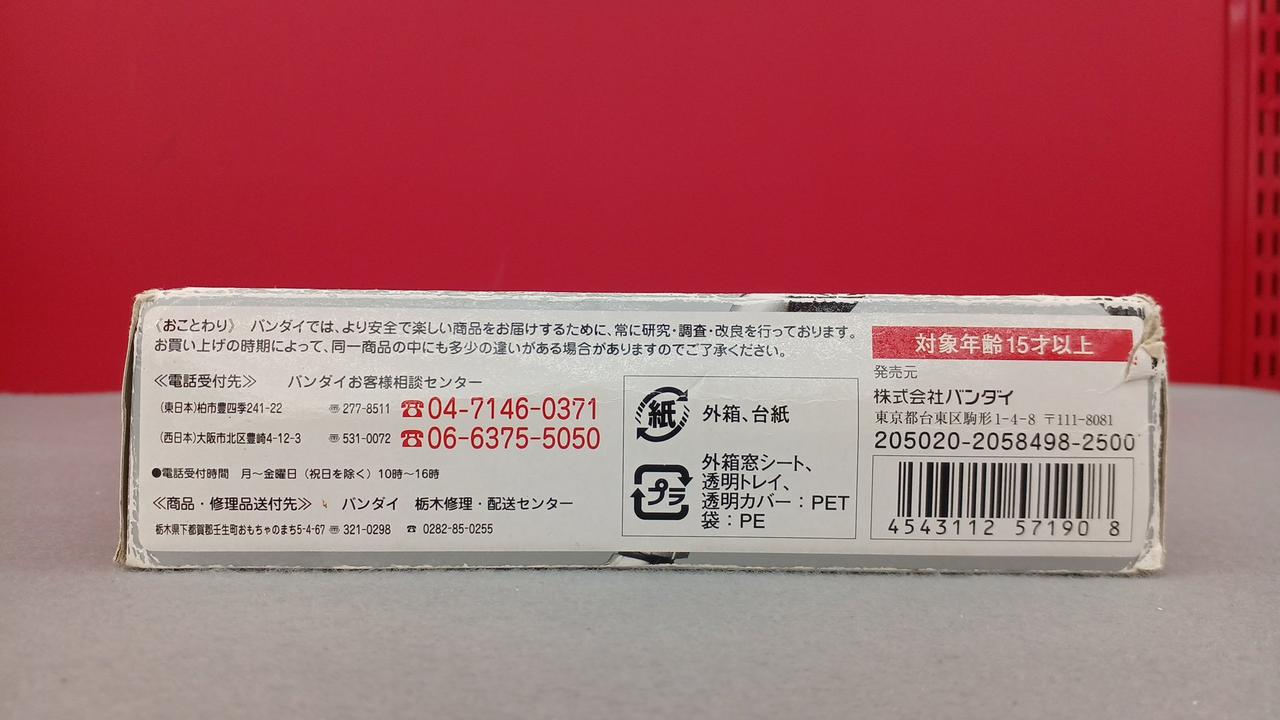 《おことわり》 バンダイでは、より安全で楽しい商品をお届けするために、常に研究・調査・改良を行っております。
お買い上げの時期によって、同一商品の中にも多少の違いがある場合がありますのでご了承ください。
≪電話受付先≫ バンダイお客様相談センター
(東日本)柏市豊四季241-22 〠277-8511 ☎04-7146-0371
(西日本)大阪市北区豊崎4-12-3 〠531-0072 ☎06-6375-5050
●電話受付時間 月〜金曜日(祝日を除く)10時〜16時
≪商品・修理品送付先≫ バンダイ 栃木修理・配送センター
栃木県下都賀郡壬生町おもちゃのまち5-4-67 〠321-0298 ☎ 0282-85-0255
紙 外箱、台紙
プラ
外箱窓シート、
透明トレイ、
透明カバー:PET
袋:PE
対象年齢15才以上
発売元
株式会社バンダイ
東京都台東区駒形1-4-8 〒111-8081
205020-2058498-2500
4543112 57190 8